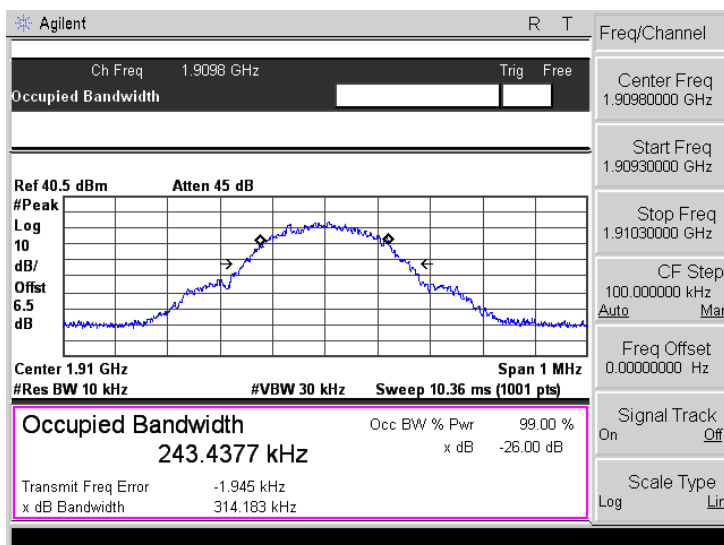 Agilent R T
Ch Freq 1.9098 GHz Trig Free
Occupied Bandwidth
Ref 40.5 dBm Atten 45 dB
#Peak
Log
10
dB/
Offst
6.5
dB
Center 1.91 GHz Span 1 MHz
#Res BW 10 kHz #VBW 30 kHz Sweep 10.36 ms (1001 pts)
Occupied Bandwidth Occ BW % Pwr 99.00 %
243.4377 kHz x dB -26.00 dB
Transmit Freq Error -1.945 kHz
x dB Bandwidth 314.183 kHz
Freq/Channel
Center Freq
1.90980000 GHz
Start Freq
1.90930000 GHz
Stop Freq
1.91030000 GHz
CF Step
100.000000 kHz
Auto Man
Freq Offset
0.00000000 Hz
Signal Track
On Off
Scale Type
Log Lin